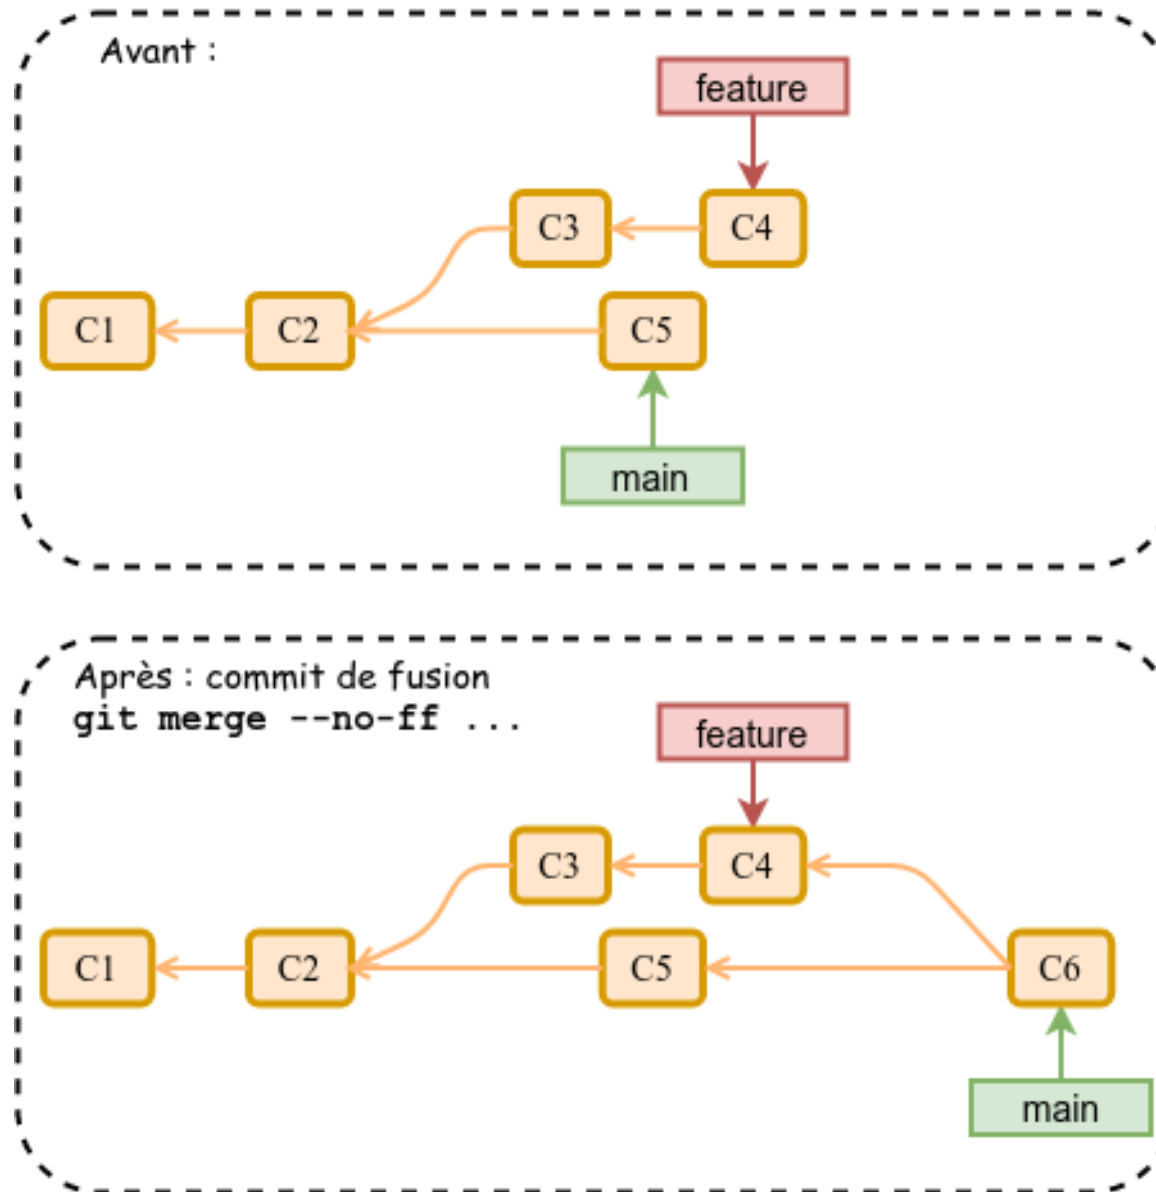 Avant :
feature
C3
C4
C1
C2
C5
main
Après : commit de fusion
git merge --no-ff ...
feature
C3
C4
C1
C2
C5
C6
main